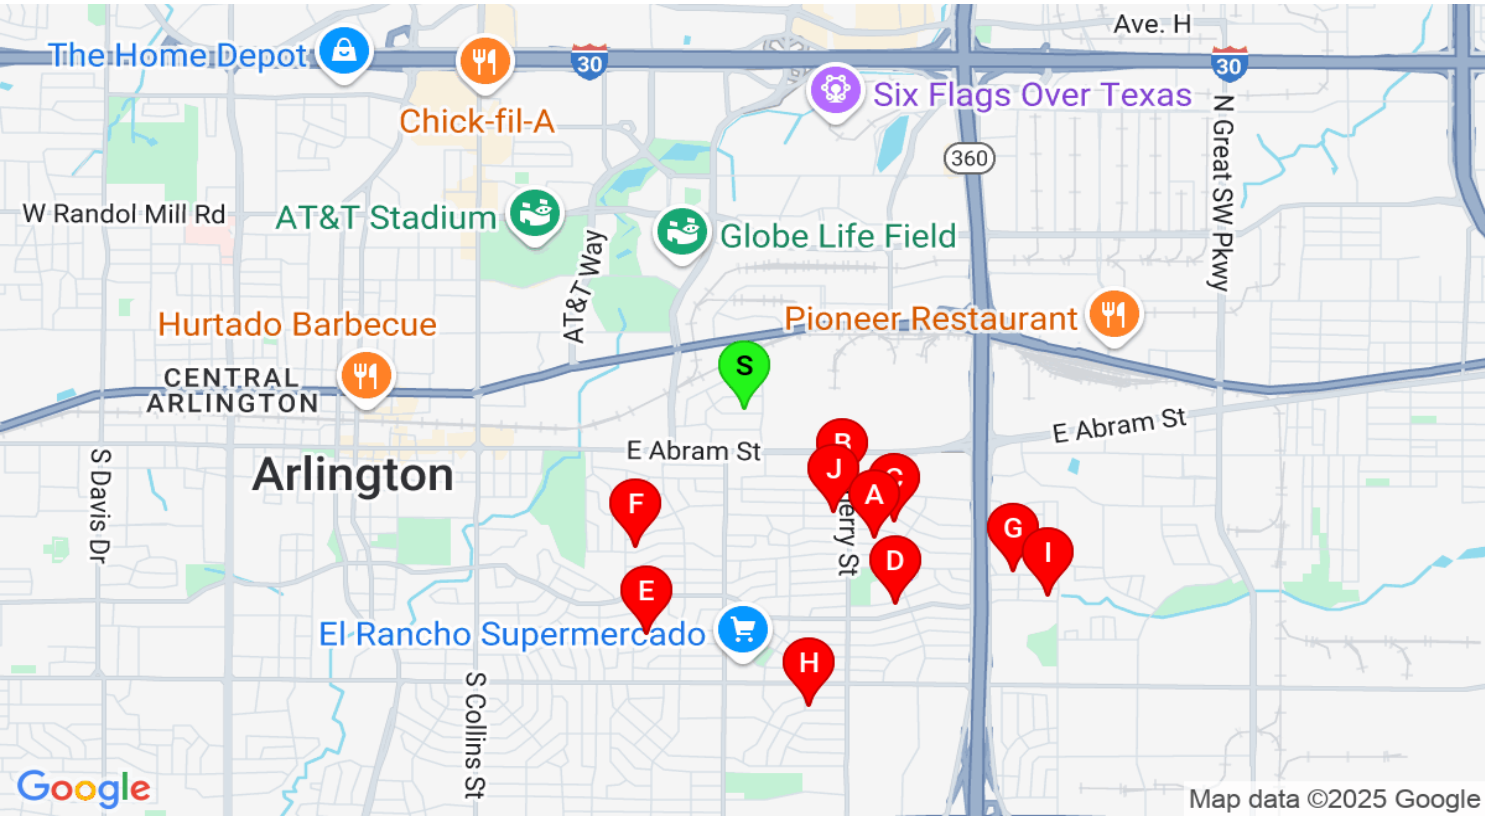 Ave. H
The Home Depot
30
30
Chick-fil-A
Six Flags Over Texas
N Great SW Pkwy
360
W Randol Mill Rd
AT&T Stadium
Globe Life Field
AT&T Way
Hurtado Barbecue
Pioneer Restaurant
S
CENTRAL
ARLINGTON
E Abram St
E Abram St
S Davis Dr
Arlington
B
J
C
A
F
G
I
D
E
El Rancho Supermercado
H
S Collins St
Google
Map data ©2025 Google